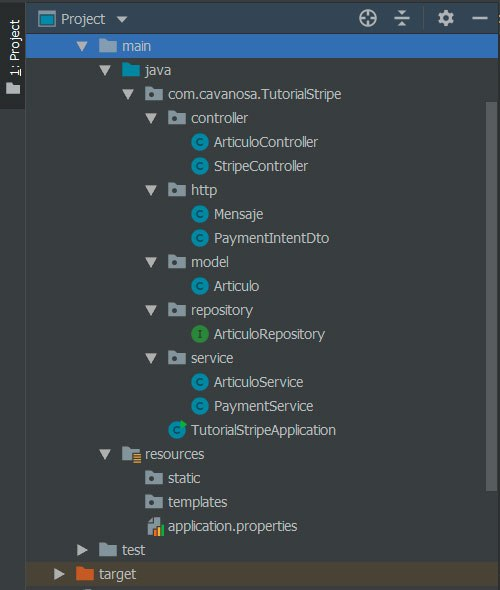 Project
1: Project
main
java
com.cavanosa.TutorialStripe
controller
ArticuloController
StripeController
http
Mensaje
PaymentIntentDto
model
Articulo
repository
ArticuloRepository
service
ArticuloService
PaymentService
TutorialStripeApplication
resources
static
templates
application.properties
test
target